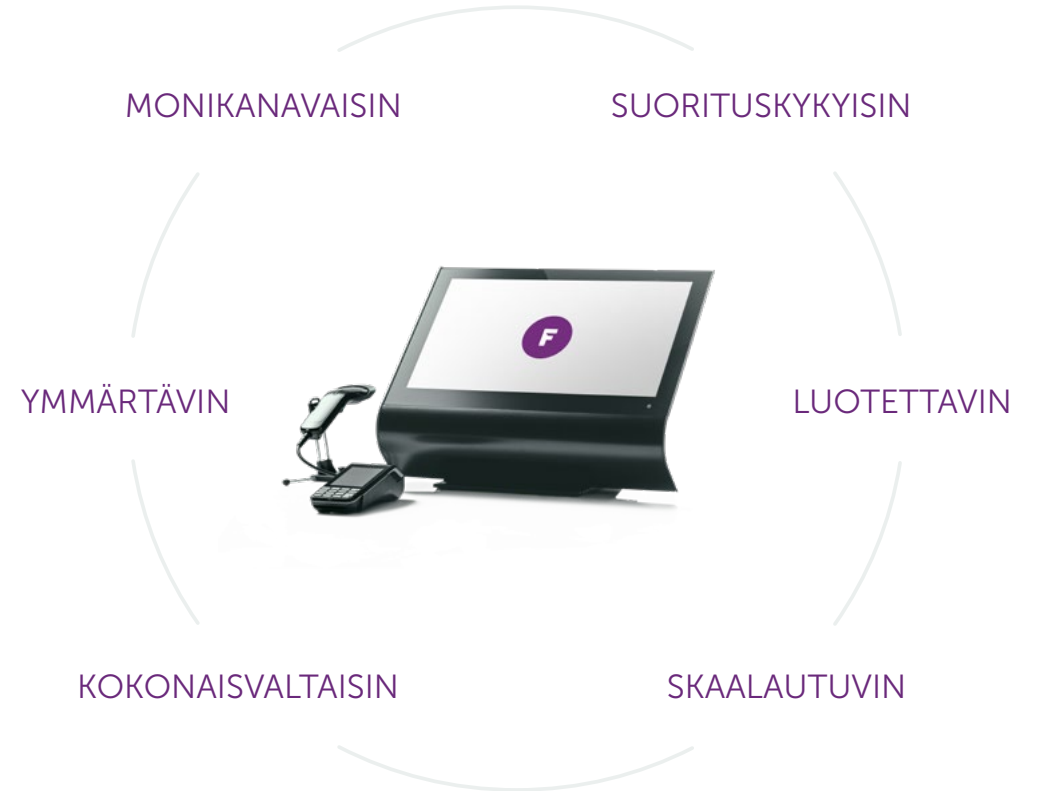 MONIKANAVAISIN
SUORITUSKYKYISIN
F
YMMÄRTÄVIN
LUOTETTAVIN
KOKONAISVALTAISIN
SKAALAUTUVIN